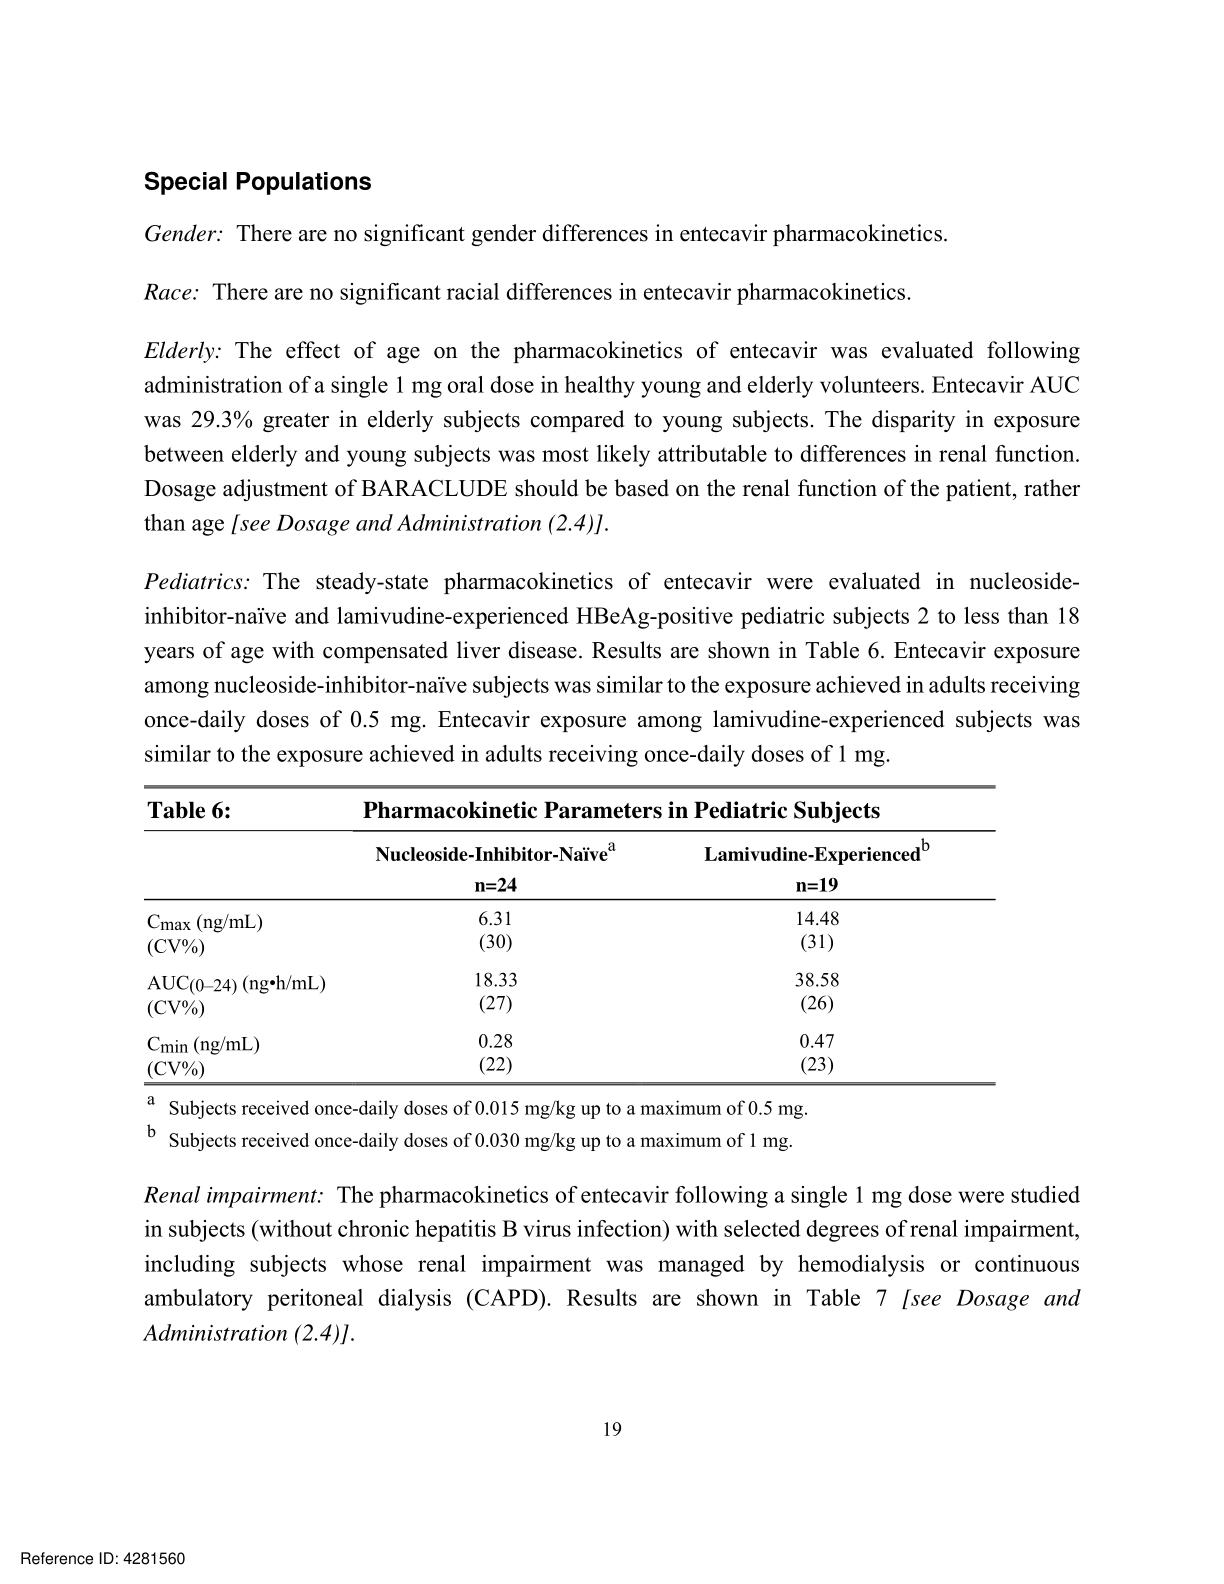 Special Populations
Gender: There are no significant gender differences in entecavir pharmacokinetics.
Race: There are no significant racial differences in entecavir pharmacokinetics.
Elderly: The effect of age on the pharmacokinetics of entecavir was evaluated following
administration of a single 1 mg oral dose in healthy young and elderly volunteers. Entecavir AUC
was 29.3% greater in elderly subjects compared to young subjects. The disparity in exposure
between elderly and young subjects was most likely attributable to differences in renal function.
Dosage adjustment of BARACLUDE should be based on the renal function of the patient, rather
than age [see Dosage and Administration (2.4)].
Pediatrics: The steady-state pharmacokinetics of entecavir were evaluated in nucleoside-
inhibitor-naïve and lamivudine-experienced HBeAg-positive pediatric subjects 2 to less than 18
years of age with compensated liver disease. Results are shown in Table 6. Entecavir exposure
among nucleoside-inhibitor-naïve subjects was similar to the exposure achieved in adults receiving
once-daily doses of 0.5 mg. Entecavir exposure among lamivudine-experienced subjects was
similar to the exposure achieved in adults receiving once-daily doses of 1 mg.
Table 6: Pharmacokinetic Parameters in Pediatric Subjects
Nucleoside-Inhibitor-Naïve^a Lamivudine-Experienced^b
n=24 n=19
Cmax (ng/mL) 6.31 14.48
(CV%) (30) (31)
AUC(0–24) (ng•h/mL) 18.33 38.58
(CV%) (27) (26)
Cmin (ng/mL) 0.28 0.47
(CV%) (22) (23)
a Subjects received once-daily doses of 0.015 mg/kg up to a maximum of 0.5 mg.
b Subjects received once-daily doses of 0.030 mg/kg up to a maximum of 1 mg.
Renal impairment: The pharmacokinetics of entecavir following a single 1 mg dose were studied
in subjects (without chronic hepatitis B virus infection) with selected degrees of renal impairment,
including subjects whose renal impairment was managed by hemodialysis or continuous
ambulatory peritoneal dialysis (CAPD). Results are shown in Table 7 [see Dosage and
Administration (2.4)].
19
Reference ID: 4281560